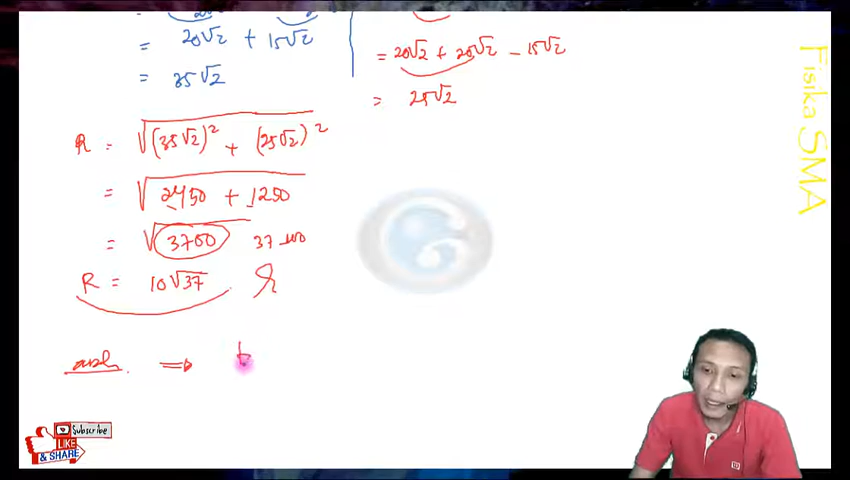 = 20√2 + 15√2
= 35√2
= 20√2 + 20√2 - 15√2
= 25√2
R = √(35√2)² + (25√2)²
= √2450 + 1250
= √3700 37 100
R = 10√37
arah ⇒ t
Fisika SMA
Subscribe
LIKE
& SHARE